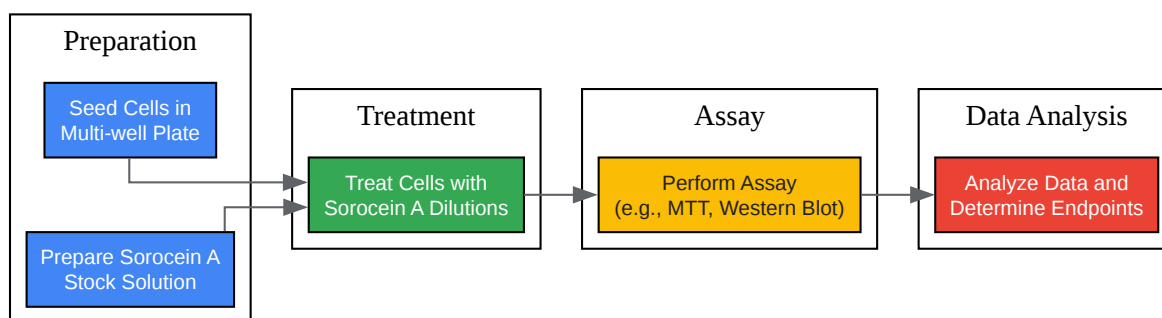 Preparation
Seed Cells in
Multi-well Plate
Prepare Sorocein A
Stock Solution
Treatment
Treat Cells with
Sorocein A Dilutions
Assay
Perform Assay
(e.g., MTT, Western Blot)
Data Analysis
Analyze Data and
Determine Endpoints